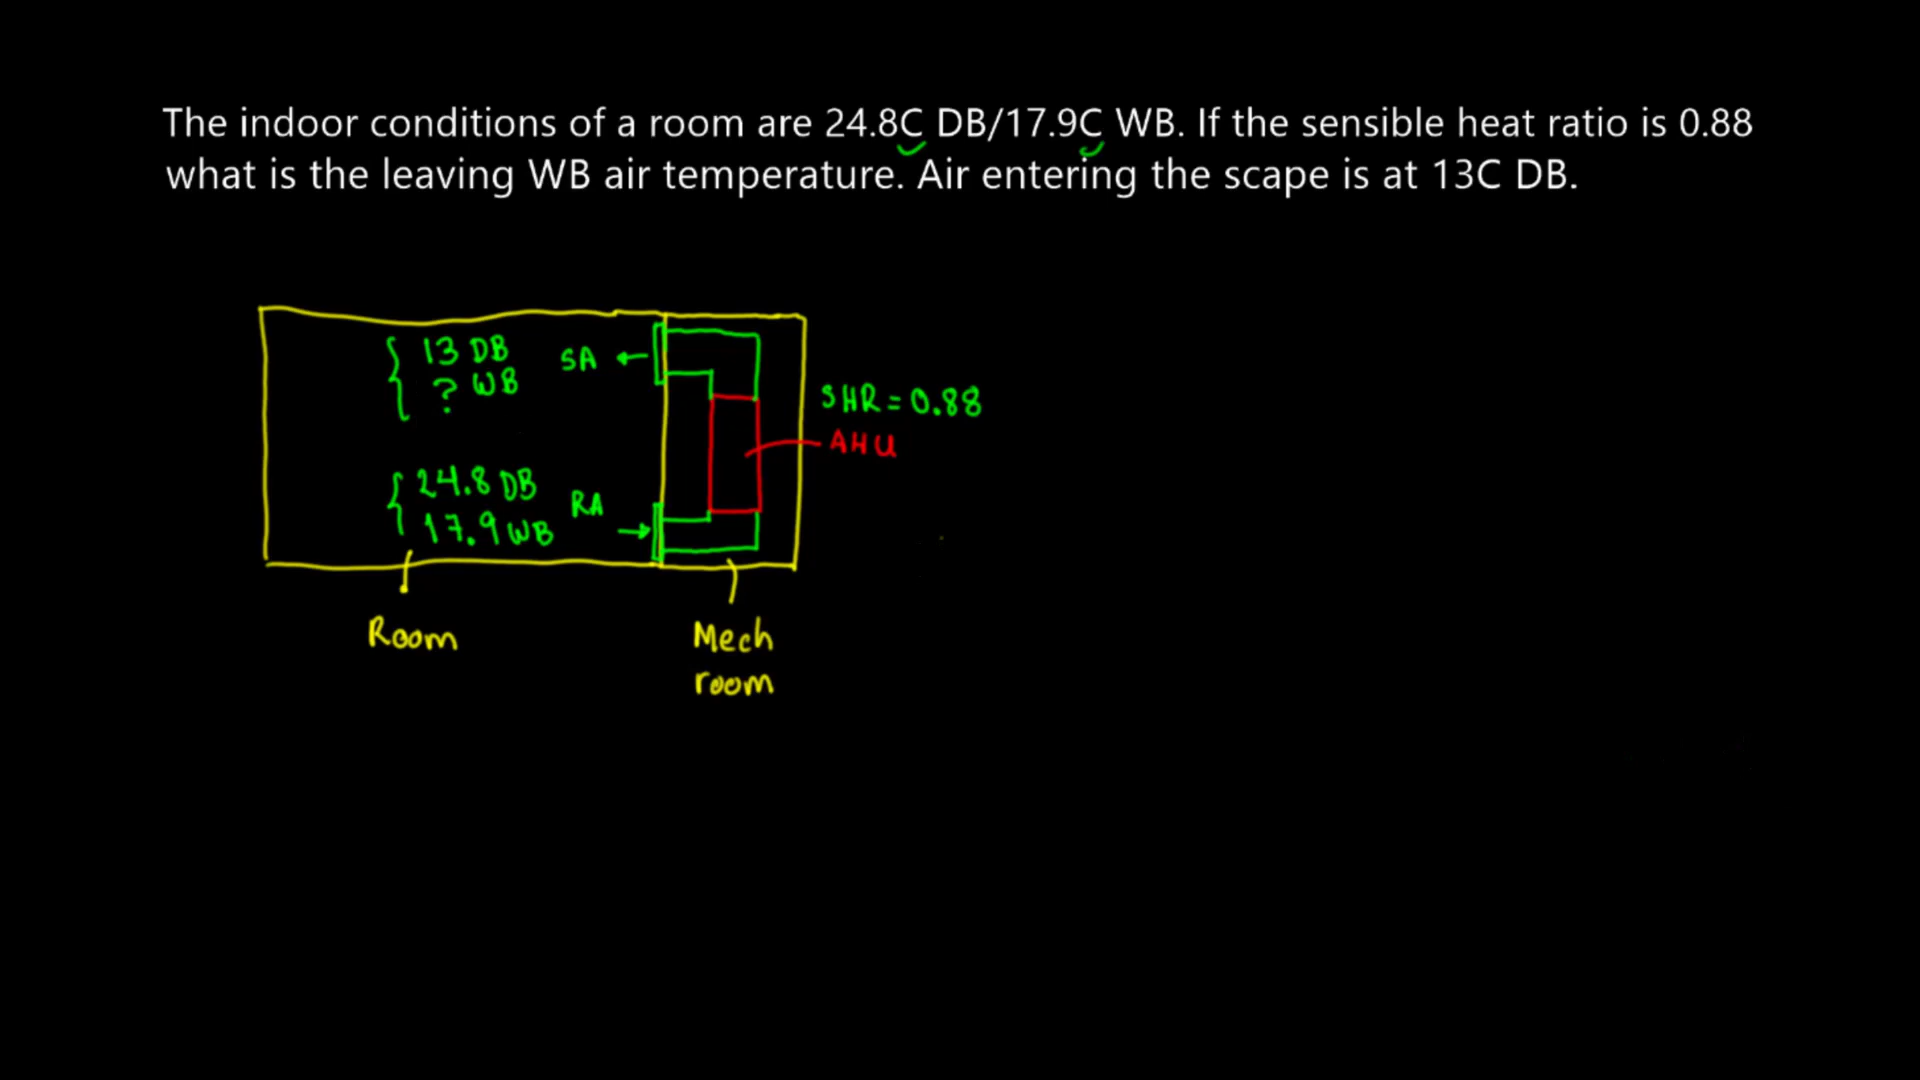 The indoor conditions of a room are 24.8C DB/17.9C WB. If the sensible heat ratio is 0.88
what is the leaving WB air temperature. Air entering the scape is at 13C DB.
13 DB
? WB
SA
SHR = 0.88
AHU
24.8 DB
17.9 WB
RA
Room
Mech
room